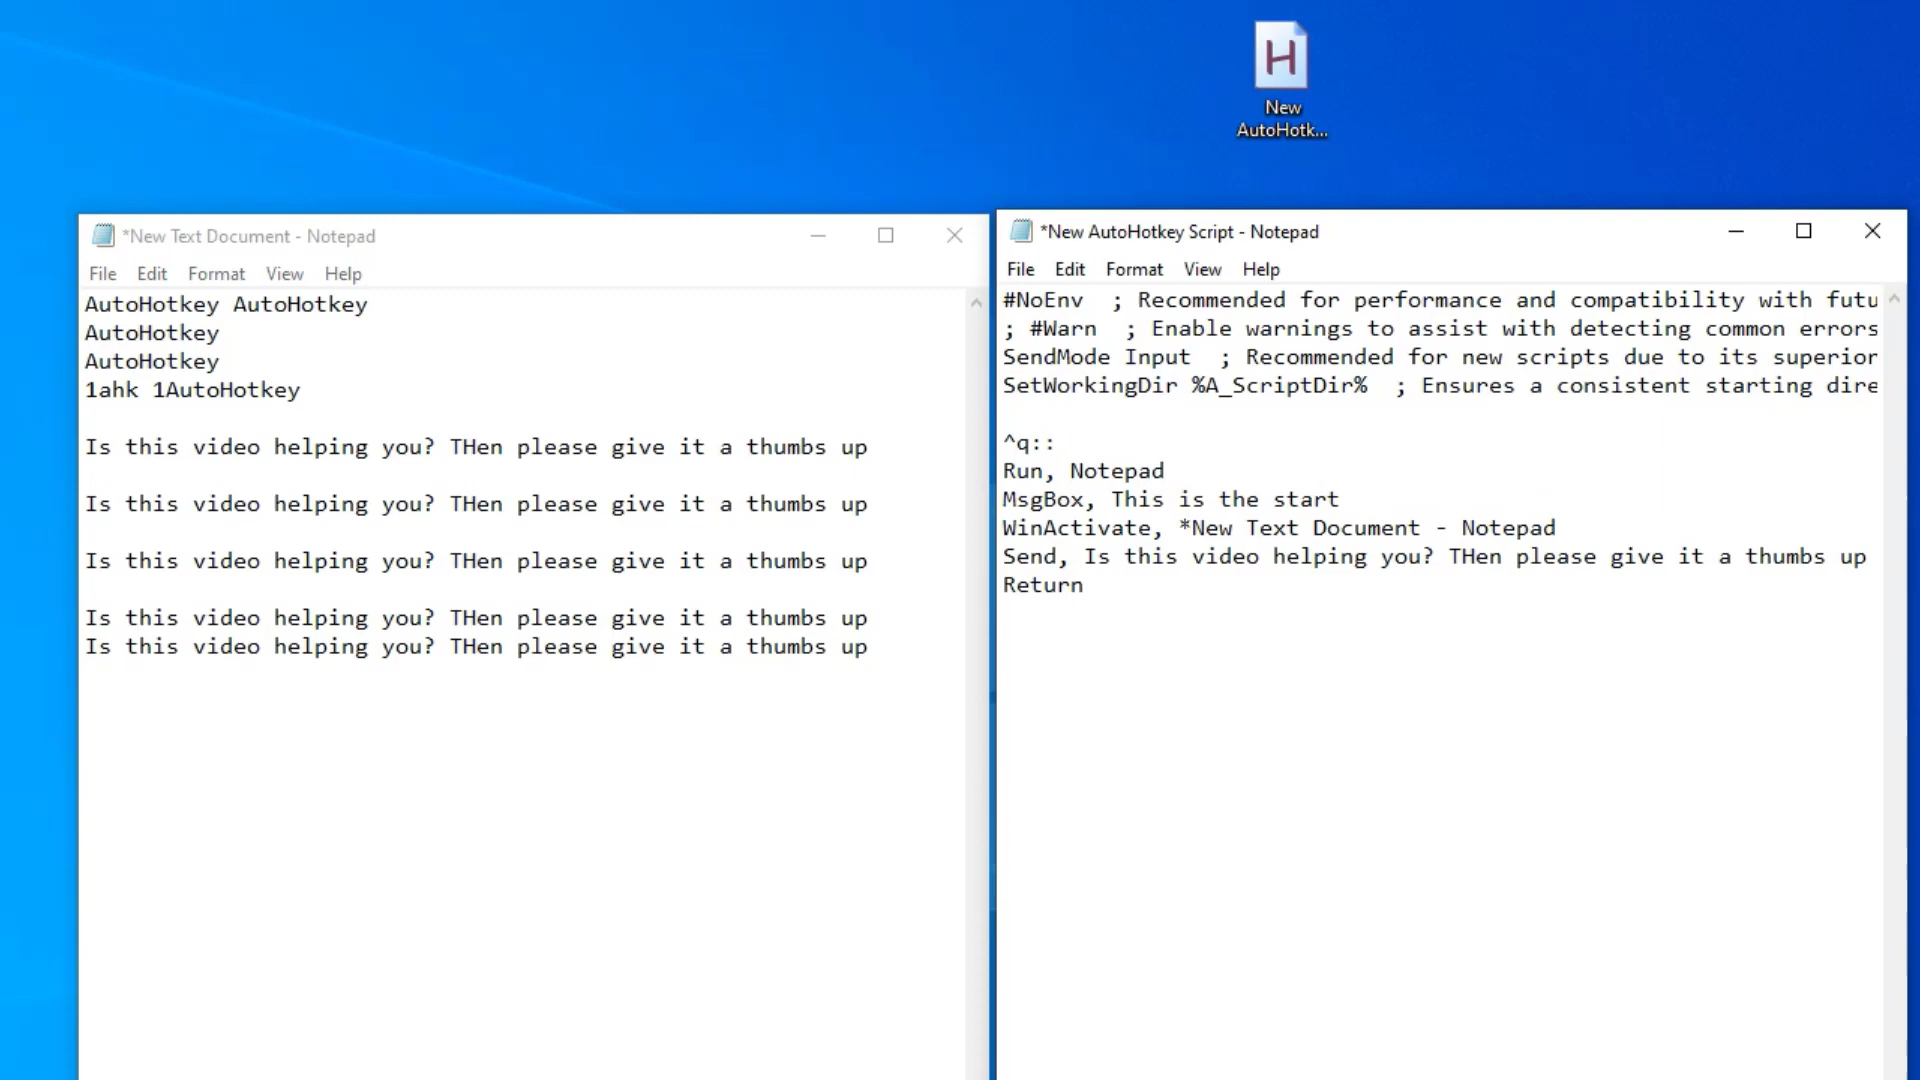 H
New
AutoHotk...
*New Text Document - Notepad
File Edit Format View Help
AutoHotkey AutoHotkey
AutoHotkey
AutoHotkey
1ahk 1AutoHotkey
Is this video helping you? THen please give it a thumbs up
Is this video helping you? THen please give it a thumbs up
Is this video helping you? THen please give it a thumbs up
Is this video helping you? THen please give it a thumbs up
Is this video helping you? THen please give it a thumbs up
*New AutoHotkey Script - Notepad
File Edit Format View Help
#NoEnv  ; Recommended for performance and compatibility with futu
; #Warn  ; Enable warnings to assist with detecting common errors
SendMode Input  ; Recommended for new scripts due to its superior
SetWorkingDir %A_ScriptDir%  ; Ensures a consistent starting dire
^q::
Run, Notepad
MsgBox, This is the start
WinActivate, *New Text Document - Notepad
Send, Is this video helping you? THen please give it a thumbs up
Return